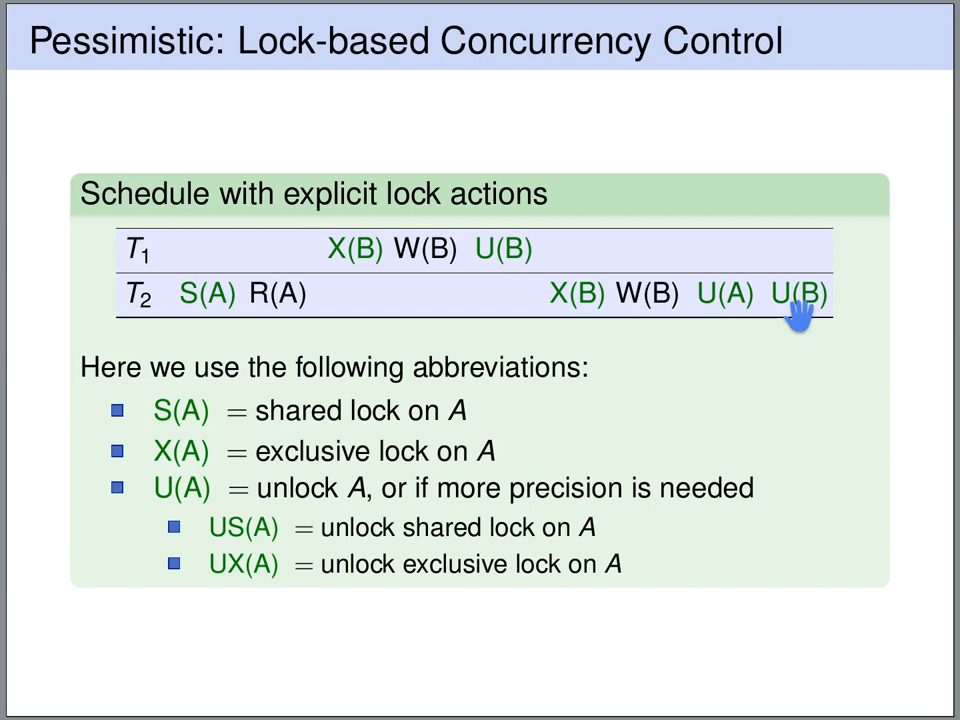 Pessimistic: Lock-based Concurrency Control
Schedule with explicit lock actions
T1 X(B) W(B) U(B)
T2 S(A) R(A) X(B) W(B) U(A) U(B)
Here we use the following abbreviations:
S(A) = shared lock on A
X(A) = exclusive lock on A
U(A) = unlock A, or if more precision is needed
US(A) = unlock shared lock on A
UX(A) = unlock exclusive lock on A